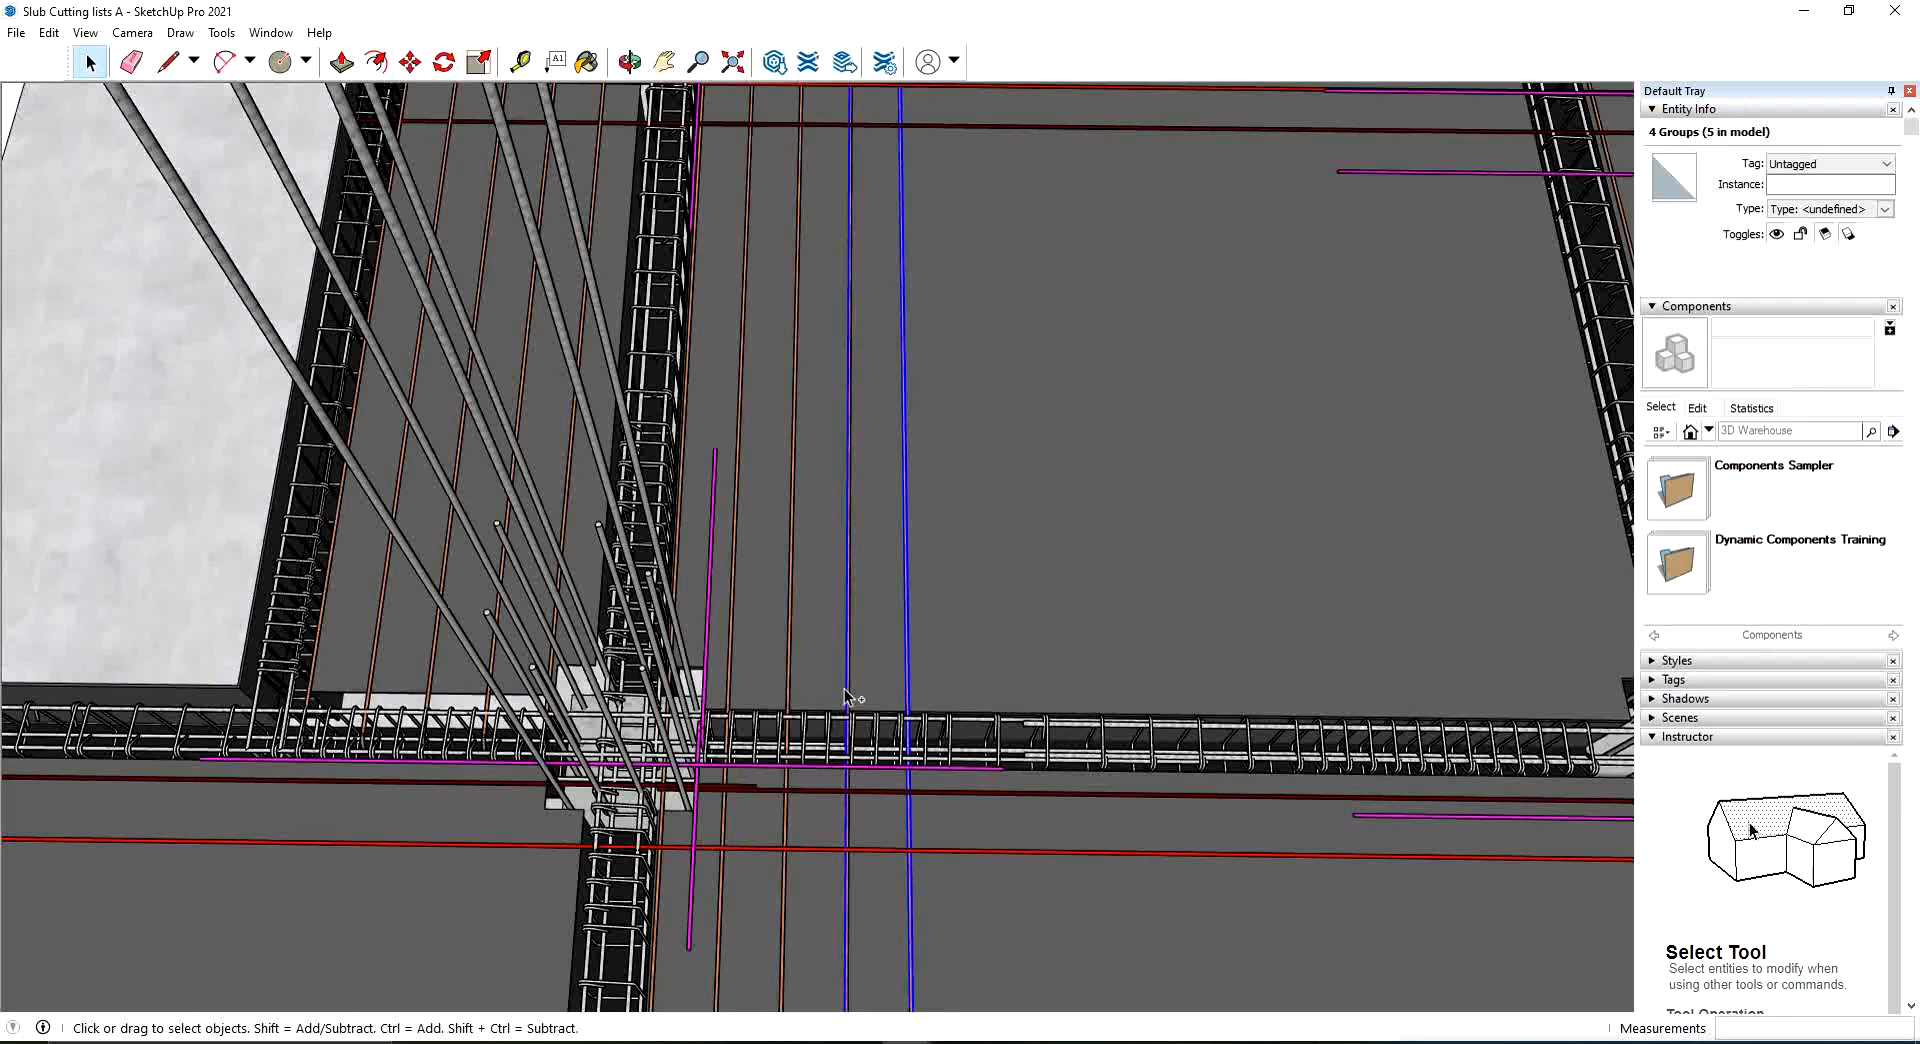 Slub Cutting lists A - SketchUp Pro 2021
File Edit View Camera Draw Tools Window Help
A1
Default Tray
Entity Info
4 Groups (5 in model)
Tag: Untagged
Instance:
Type: Type: <undefined>
Toggles:
Components
Select Edit Statistics
3D Warehouse
Components Sampler
Dynamic Components Training
Components
Styles
Tags
Shadows
Scenes
Instructor
Select Tool
Select entities to modify when
using other tools or commands.
Tool Operation
Click or drag to select objects. Shift = Add/Subtract. Ctrl = Add. Shift + Ctrl = Subtract.
Measurements